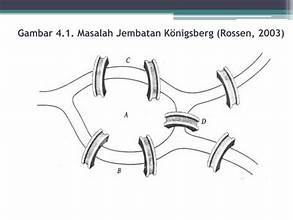 Gambar 4.1. Masalah Jembatan Königsberg (Rossen, 2003)
C
A
D
B